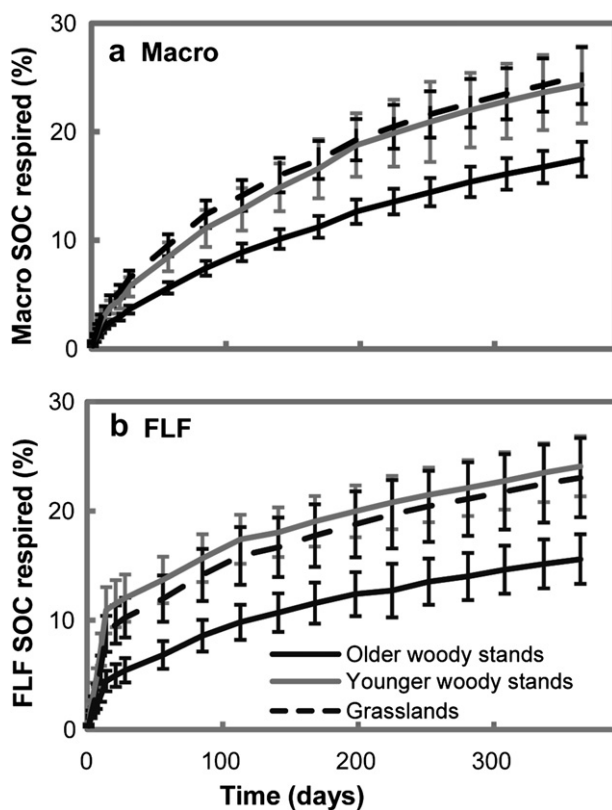 30
a Macro
20
10
0
Macro SOC respired (%)
30
b FLF
20
10
0
FLF SOC respired (%)
Older woody stands
Younger woody stands
Grasslands
0 100 200 300
Time (days)